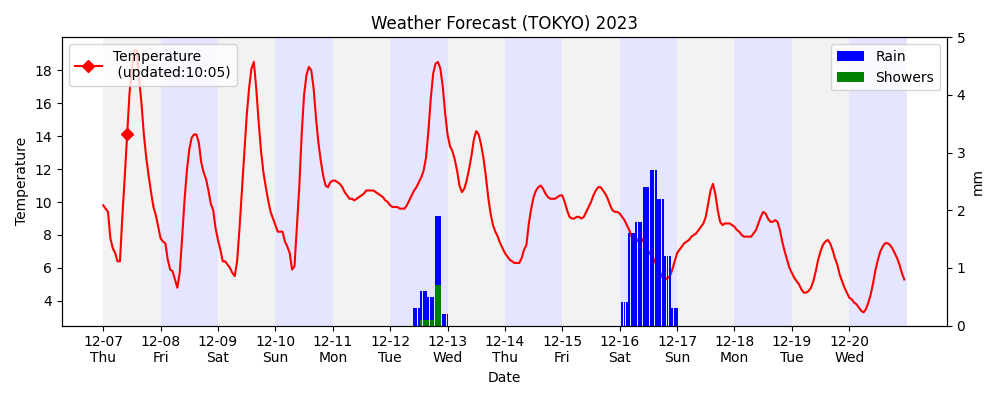 Weather Forecast (TOKYO) 2023
Temperature
(updated:10:05)
Rain
Showers
Temperature
18
16
14
12
10
8
6
4
5
4
3
2
1
0
mm
12-07 12-08 12-09 12-10 12-11 12-12 12-13 12-14 12-15 12-16 12-17 12-18 12-19 12-20
Thu Fri Sat Sun Mon Tue Wed Thu Fri Sat Sun Mon Tue Wed
Date